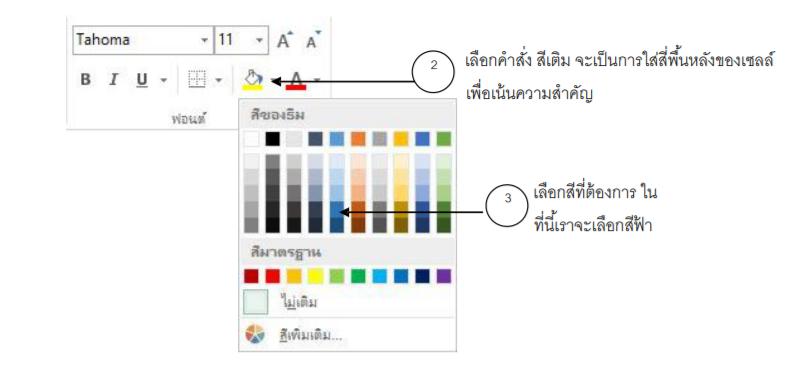 Tahoma 11 A A
2
เลือกคำสั่ง สีเติม จะเป็นการใส่สี่พื้นหลังของเซลล์
เพื่อเน้นความสำคัญ
B I U A
ฟอนต์
สีของธีม
3
เลือกสีที่ต้องการ ใน
ที่นี้เราจะเลือกสีฟ้า
สีมาตรฐาน
ไม่เติม
สีเพิ่มเติม...